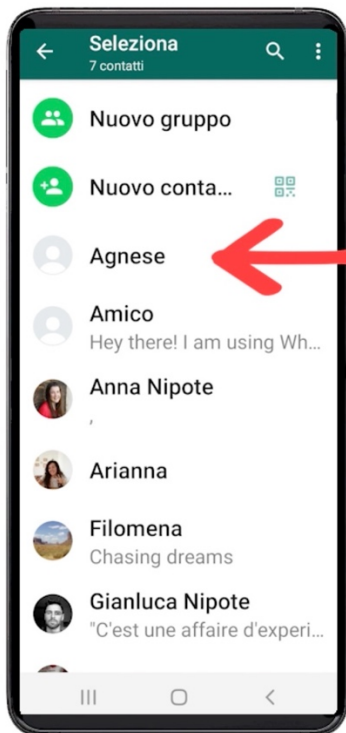 Seleziona
7 contatti
Nuovo gruppo
Nuovo conta...
Agnese
Amico
Hey there! I am using Wh...
Anna Nipote
,
Arianna
Filomena
Chasing dreams
Gianluca Nipote
"C'est une affaire d'experi...